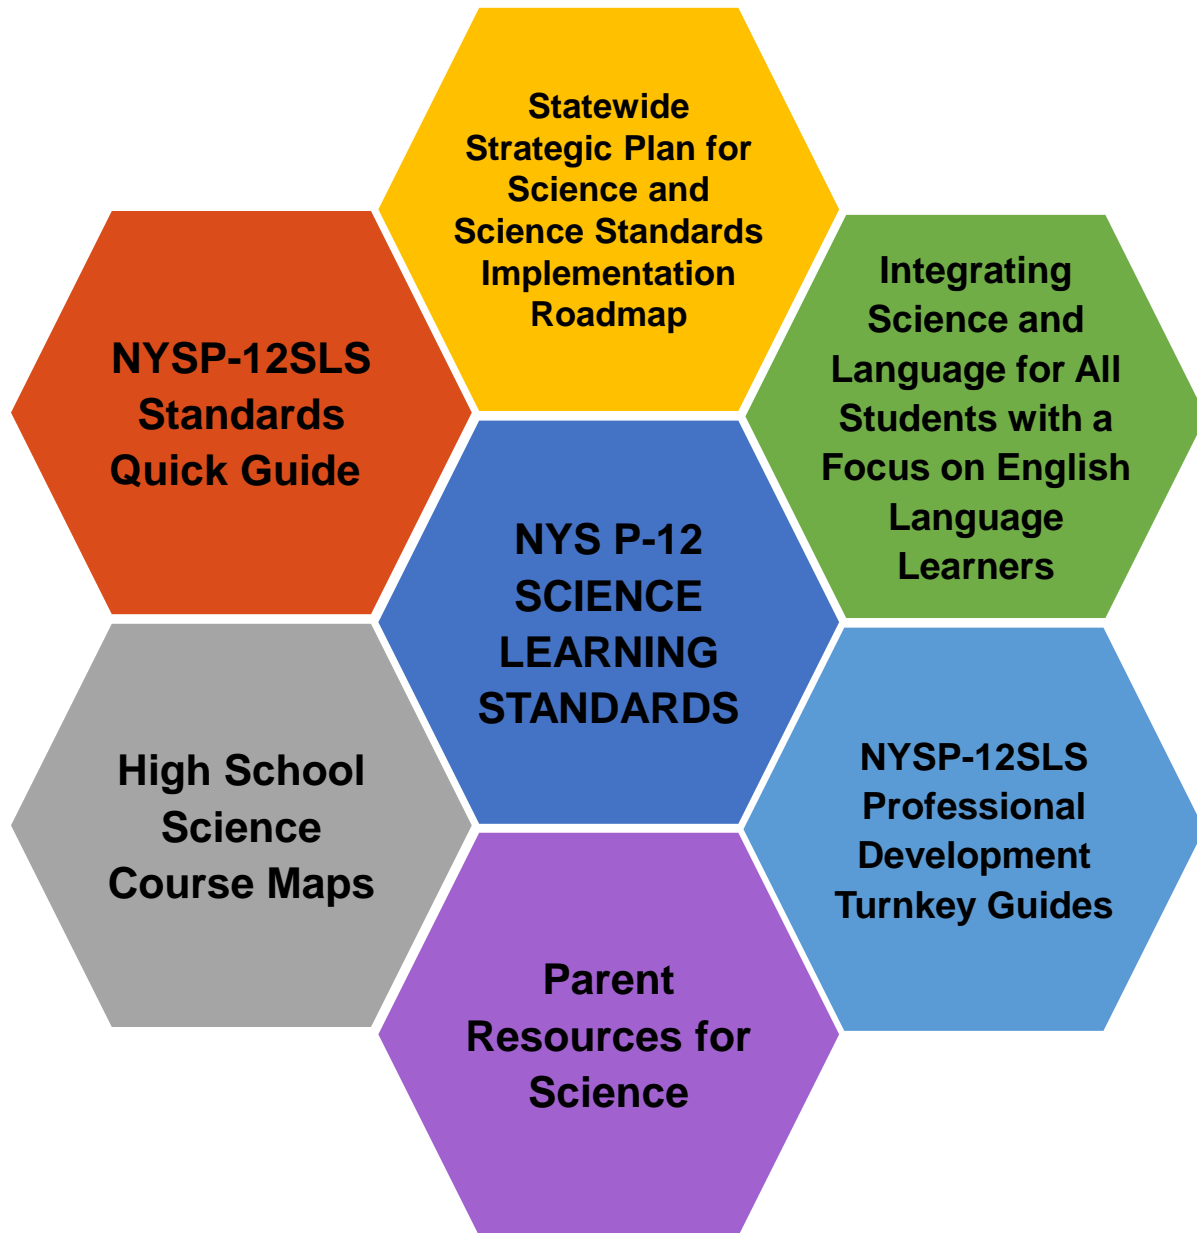 Statewide
Strategic Plan for
Science and
Science Standards
Implementation
Roadmap
NYSP-12SLS
Standards
Quick Guide
Integrating
Science and
Language for All
Students with a
Focus on English
Language
Learners
NYS P-12
SCIENCE
LEARNING
STANDARDS
High School
Science
Course Maps
NYSP-12SLS
Professional
Development
Turnkey Guides
Parent
Resources for
Science